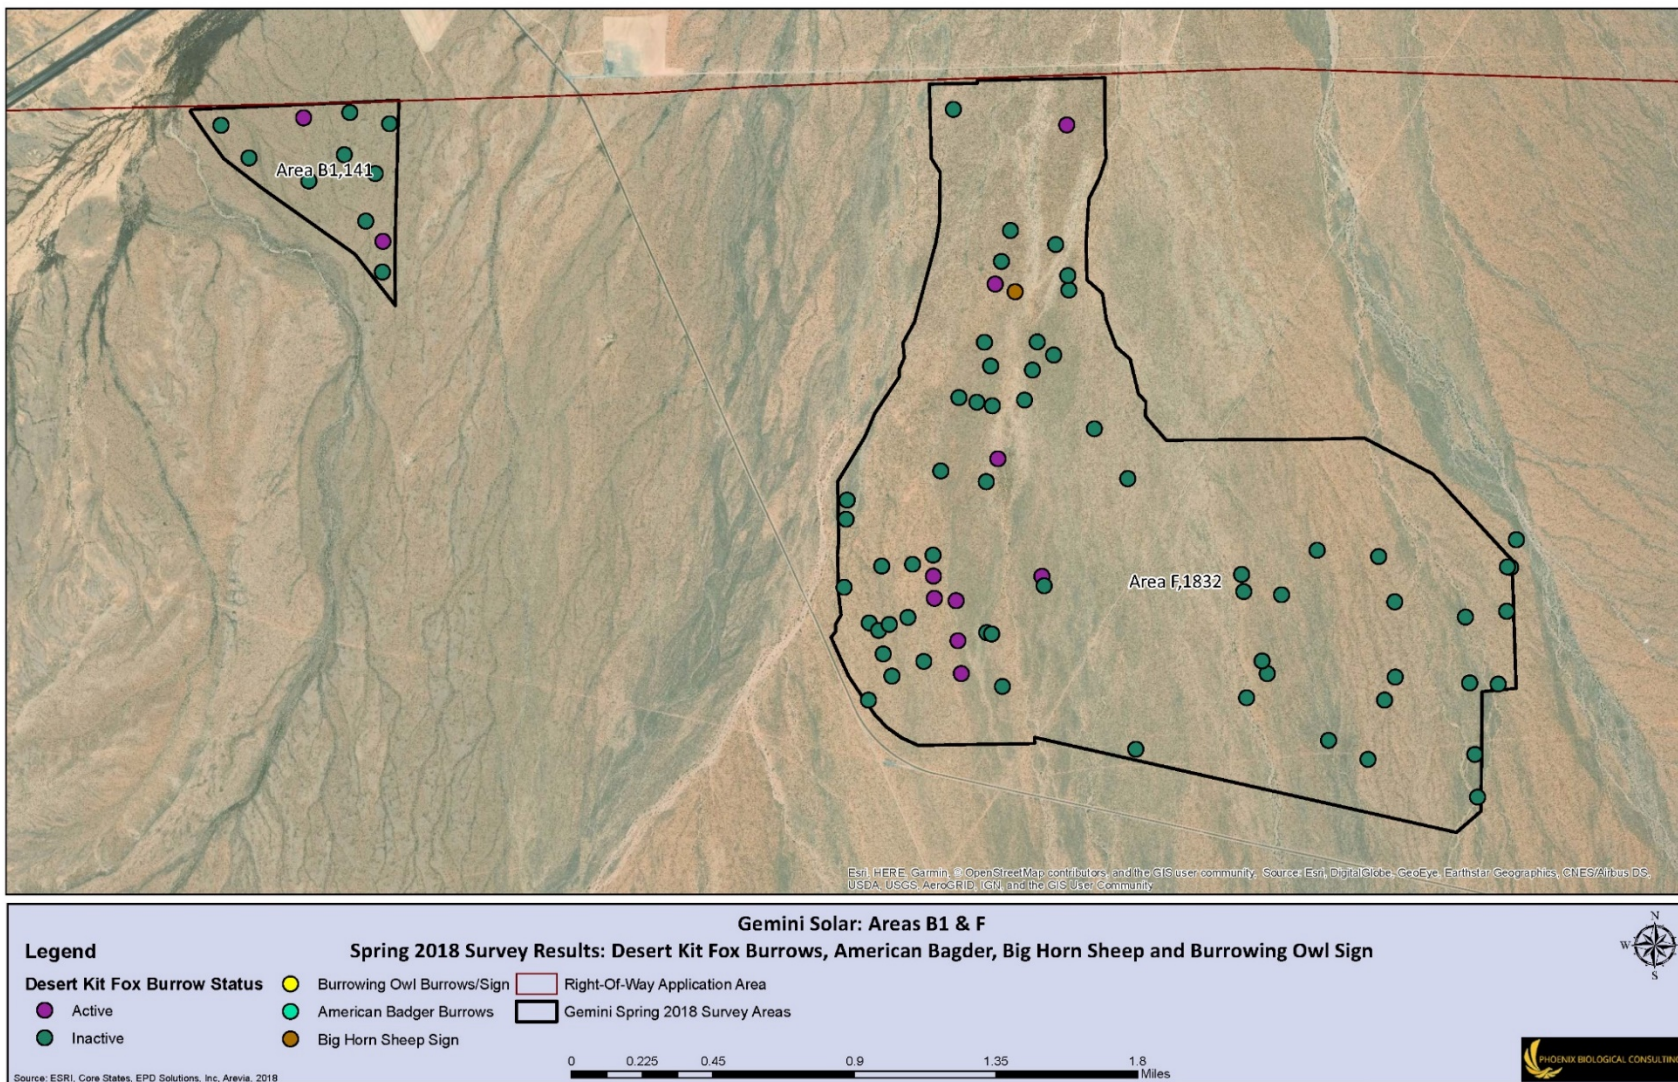 Area B1,141
Area F,1832
Esri, HERE, Garmin, © OpenStreetMap contributors, and the GIS user community, Source: Esri, DigitalGlobe, GeoEye, Earthstar Geographics, CNES/Airbus DS,
USDA, USGS, AeroGRID, IGN, and the GIS User Community
Gemini Solar: Areas B1 & F
Spring 2018 Survey Results: Desert Kit Fox Burrows, American Bagder, Big Horn Sheep and Burrowing Owl Sign
N
W
E
S
Legend
Desert Kit Fox Burrow Status
Active
Inactive
Burrowing Owl Burrows/Sign
American Badger Burrows
Big Horn Sheep Sign
Right-Of-Way Application Area
Gemini Spring 2018 Survey Areas
0 0.225 0.45 0.9 1.35 1.8
Miles
Source: ESRI, Core States, EPD Solutions, Inc, Arevia, 2018
PHOENIX BIOLOGICAL CONSULTING